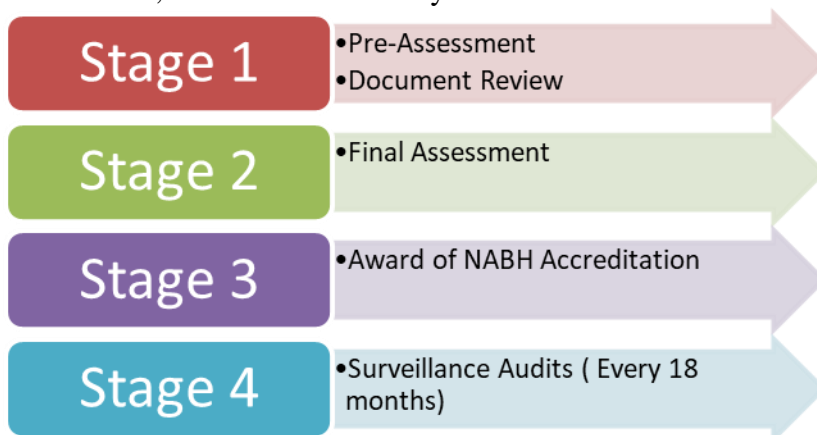 Stage 1
•Pre-Assessment
•Document Review
Stage 2
•Final Assessment
Stage 3
•Award of NABH Accreditation
Stage 4
•Surveillance Audits ( Every 18
months)